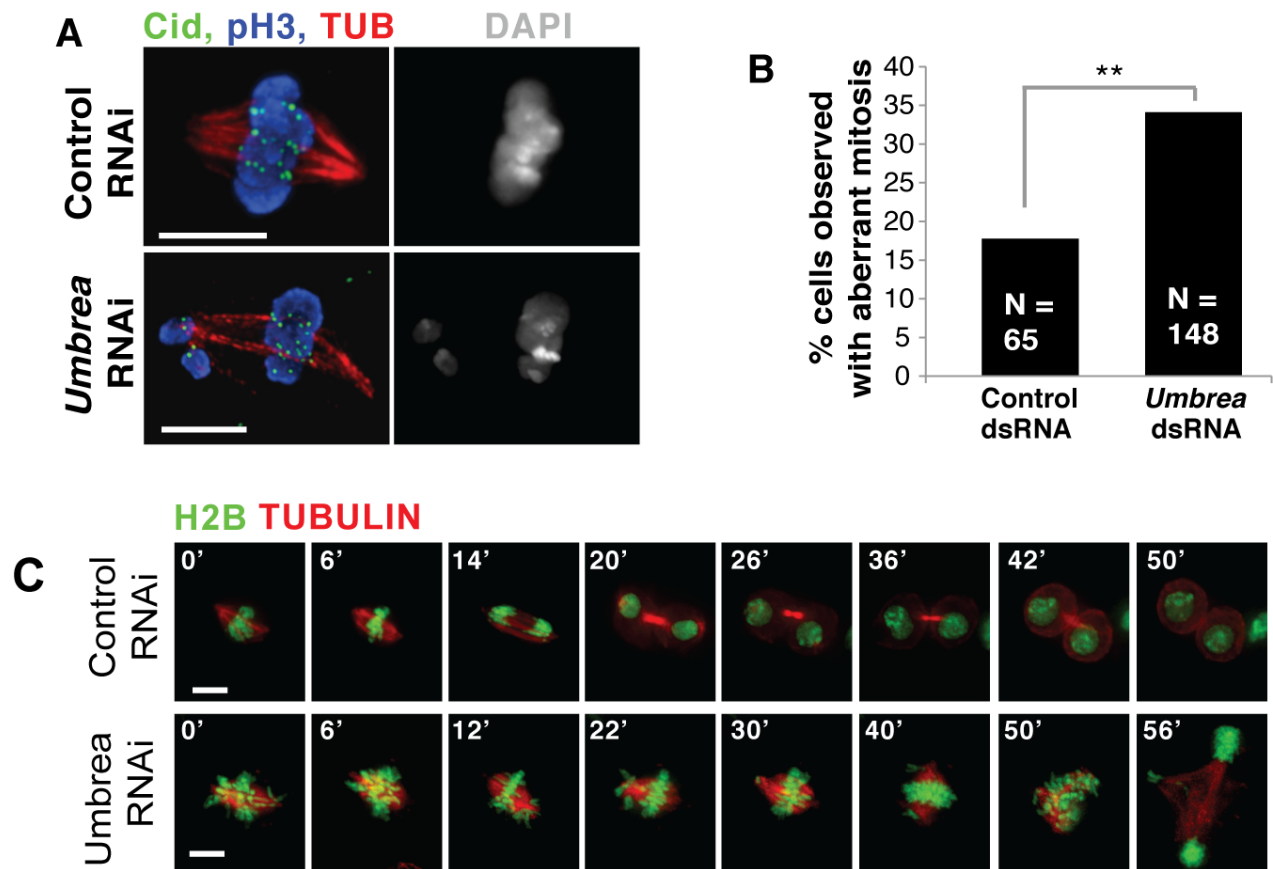 A
Cid, pH3, TUB
DAPI
Control
RNAi
Umbrea
RNAi
B
% cells observed
with aberrant mitosis
40
35
30
25
20
15
10
5
0
**
N =
65
N =
148
Control
dsRNA
Umbrea
dsRNA
C
H2B TUBULIN
Control
RNAi
0’ 6’ 14’ 20’ 26’ 36’ 42’ 50’
Umbrea
RNAi
0’ 6’ 12’ 22’ 30’ 40’ 50’ 56’